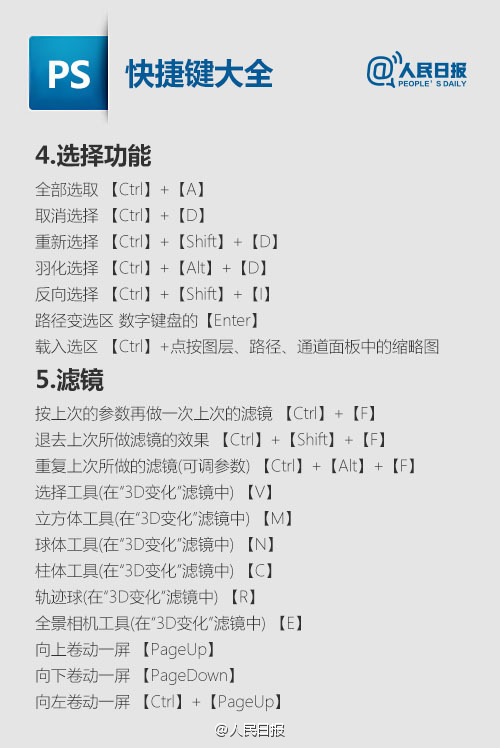 PS
快捷键大全
@人民日报
PEOPLE'S DAILY
4.选择功能
全部选取 【Ctrl】+【A】
取消选择 【Ctrl】+【D】
重新选择 【Ctrl】+【Shift】+【D】
羽化选择 【Ctrl】+【Alt】+【D】
反向选择 【Ctrl】+【Shift】+【I】
路径变选区 数字键盘的【Enter】
载入选区 【Ctrl】+点按图层、路径、通道面板中的缩略图
5.滤镜
按上次的参数再做一次上次的滤镜 【Ctrl】+【F】
退去上次所做滤镜的效果 【Ctrl】+【Shift】+【F】
重复上次所做的滤镜(可调参数) 【Ctrl】+【Alt】+【F】
选择工具(在“3D变化”滤镜中) 【V】
立方体工具(在“3D变化”滤镜中) 【M】
球体工具(在“3D变化”滤镜中) 【N】
柱体工具(在“3D变化”滤镜中) 【C】
轨迹球(在“3D变化”滤镜中) 【R】
全景相机工具(在“3D变化”滤镜中) 【E】
向上卷动一屏 【PageUp】
向下卷动一屏 【PageDown】
向左卷动一屏 【Ctrl】+【PageUp】
@人民日报